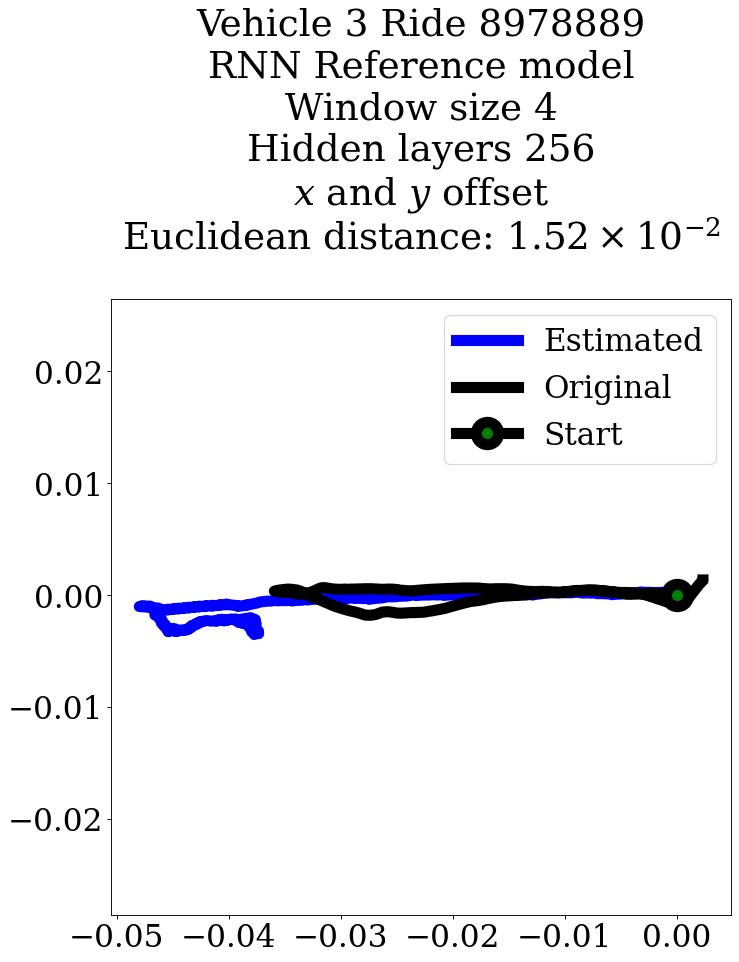 Vehicle 3 Ride 8978889
RNN Reference model
Window size 4
Hidden layers 256
x and y offset
Euclidean distance: 1.52 × 10⁻²
Estimated
Original
Start
0.02
0.01
0.00
−0.01
−0.02
−0.05 −0.04 −0.03 −0.02 −0.01 0.00